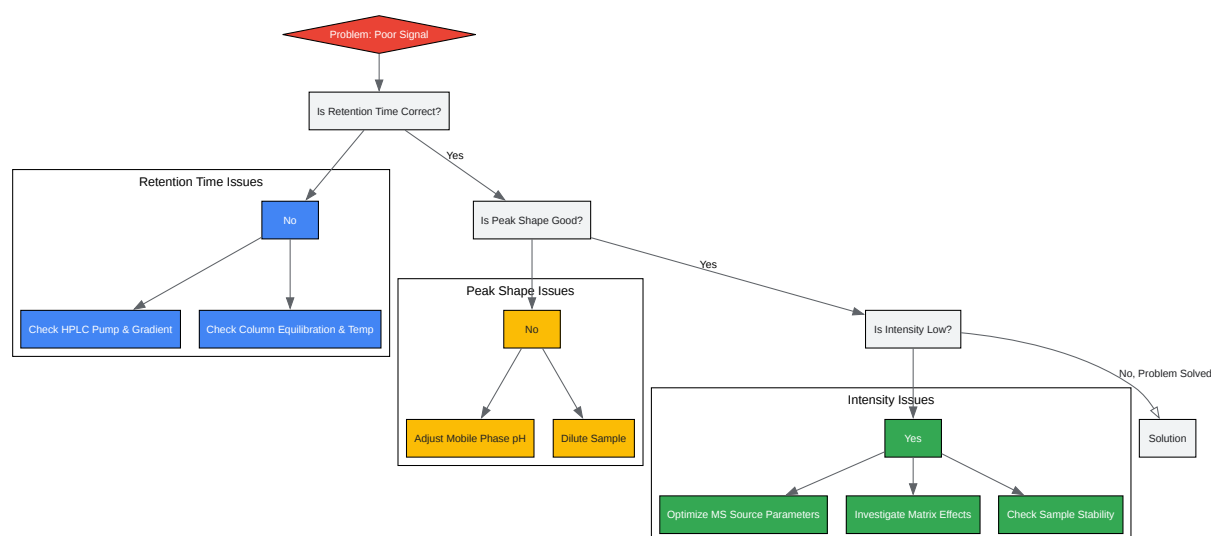 Problem: Poor Signal
Is Retention Time Correct?
Yes
Retention Time Issues
No
Is Peak Shape Good?
Yes
Peak Shape Issues
Check HPLC Pump & Gradient
Check Column Equilibration & Temp
No
Is Intensity Low?
No, Problem Solved
Intensity Issues
Adjust Mobile Phase pH
Dilute Sample
Yes
Solution
Optimize MS Source Parameters
Investigate Matrix Effects
Check Sample Stability